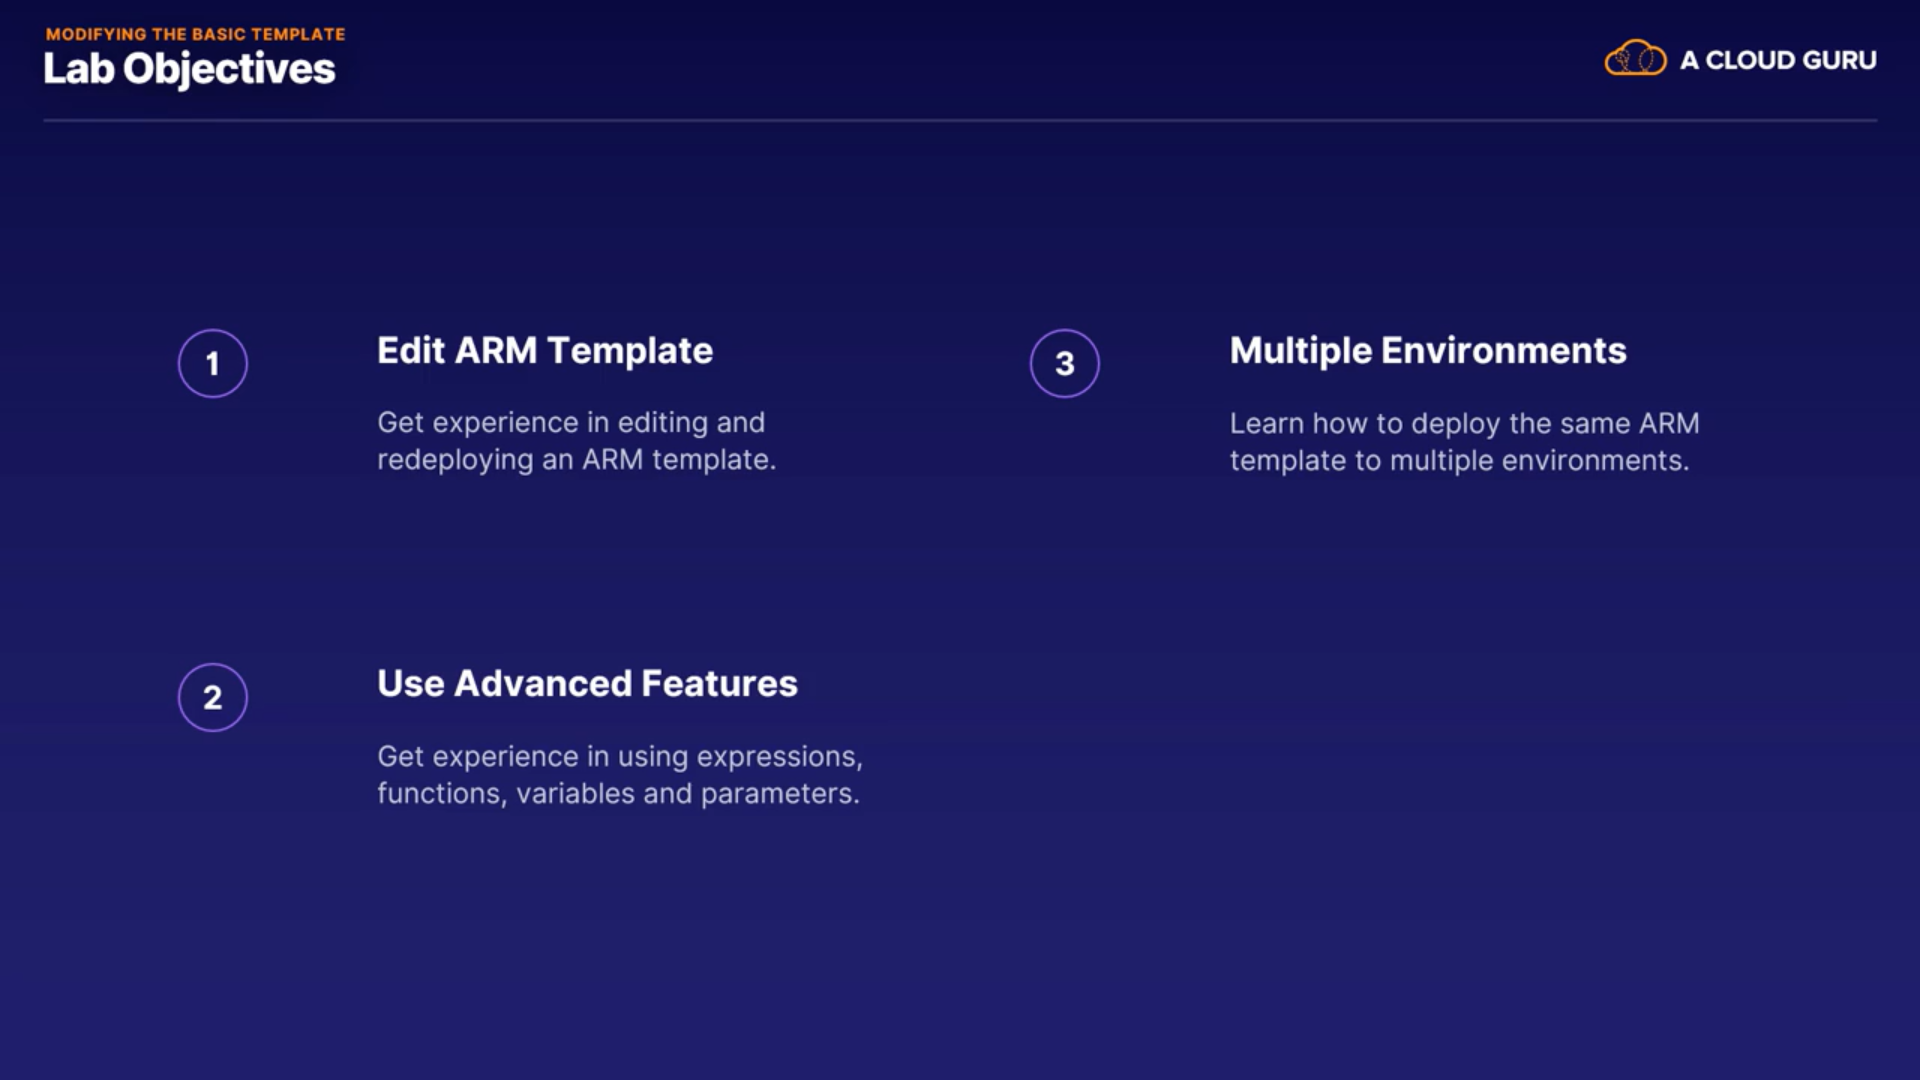 MODIFYING THE BASIC TEMPLATE
Lab Objectives
A CLOUD GURU
1
Edit ARM Template
Get experience in editing and
redeploying an ARM template.
2
Use Advanced Features
Get experience in using expressions,
functions, variables and parameters.
3
Multiple Environments
Learn how to deploy the same ARM
template to multiple environments.